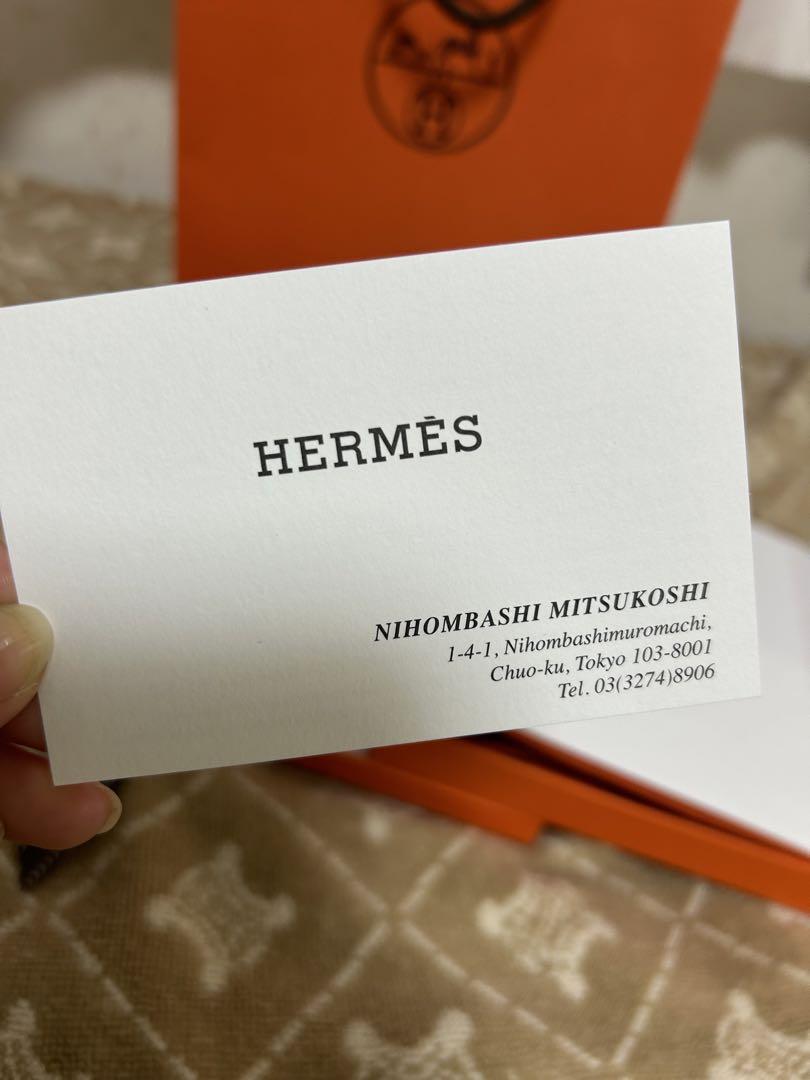 HERMÈS
NIHOMBASHI MITSUKOSHI
1-4-1, Nihombashimuromachi,
Chuo-ku, Tokyo 103-8001
Tel. 03(3274)8906